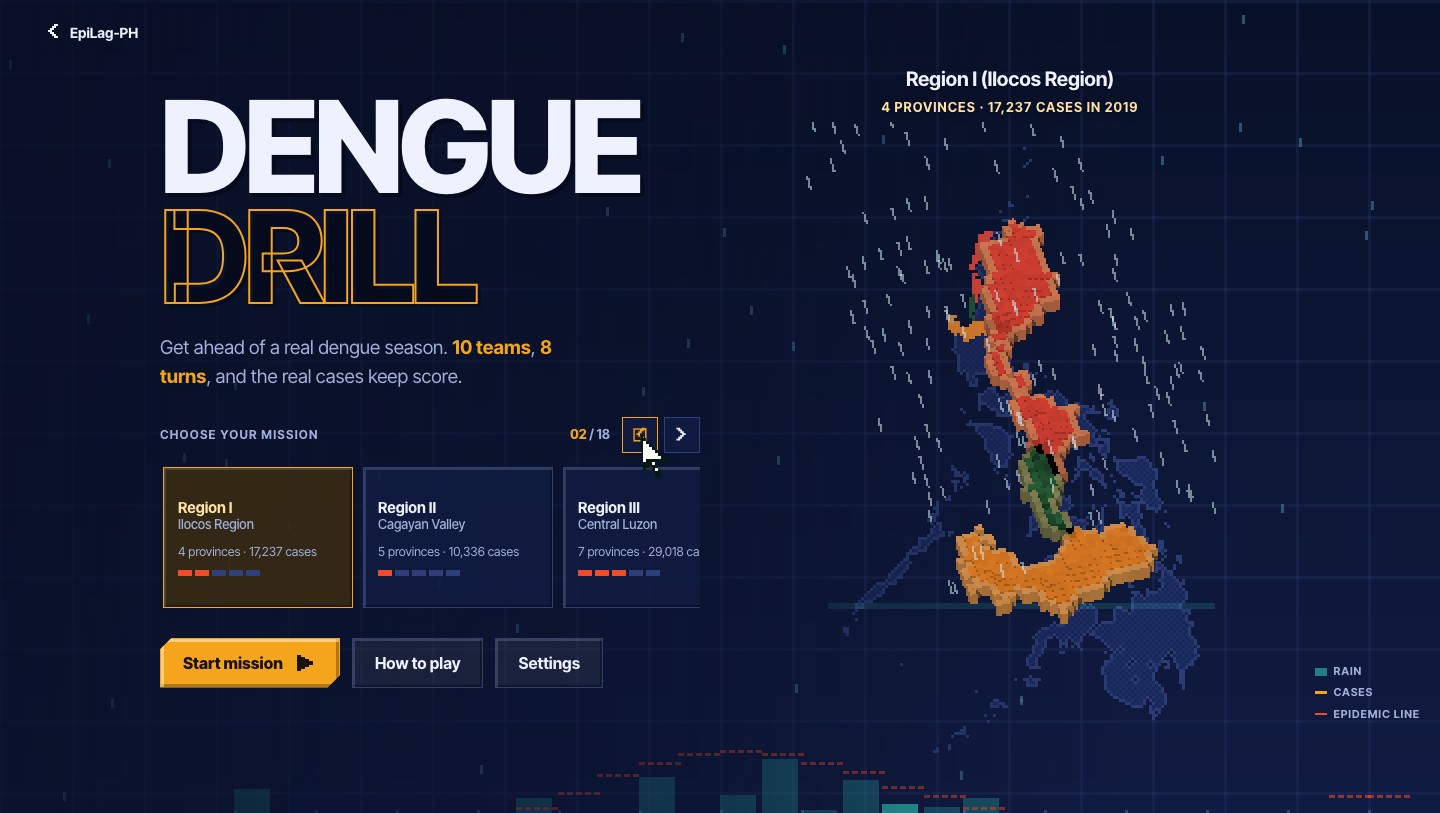 EpiLag-PH
DENGUE
DRILL
Get ahead of a real dengue season. 10 teams, 8
turns, and the real cases keep score.
CHOOSE YOUR MISSION
02 / 18
Region I
Ilocos Region
4 provinces · 17,237 cases
Region II
Cagayan Valley
5 provinces · 10,336 cases
Region III
Central Luzon
7 provinces · 29,018 ca
Start mission
How to play
Settings
Region I (Ilocos Region)
4 PROVINCES · 17,237 CASES IN 2019
RAIN
CASES
EPIDEMIC LINE